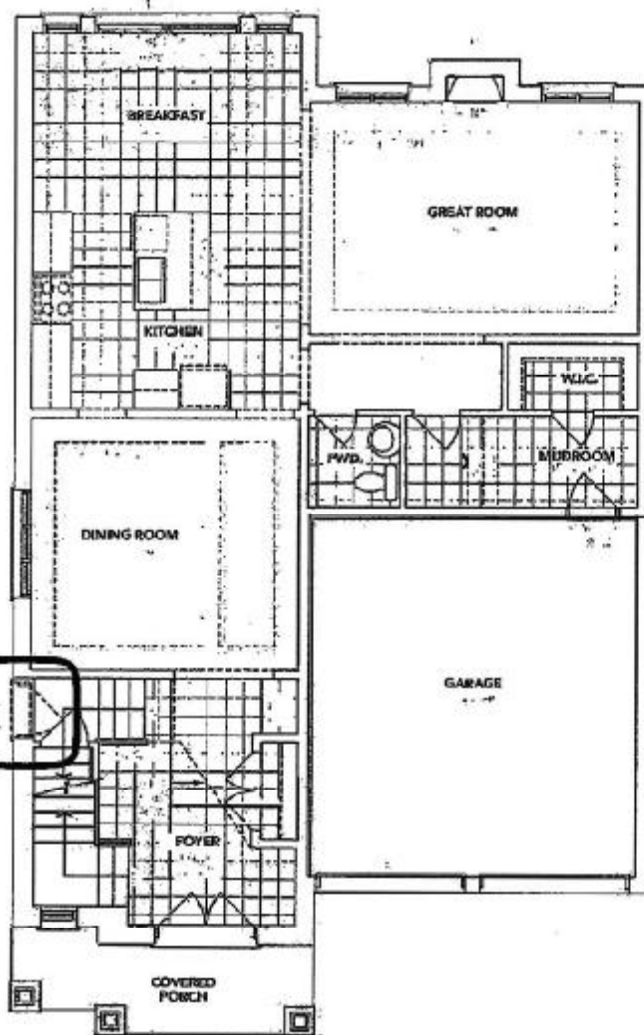 BREAKFAST
GREAT ROOM
KITCHEN
W.I.C.
PWD.
MUDROOM
DINING ROOM
GARAGE
FOYER
COVERED
PORCH